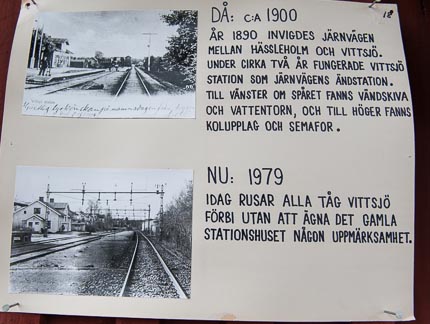 12
DÅ: C:A 1900
ÅR 1890 INVIGDES JÄRNVÄGEN
MELLAN HÄSSLEHOLM OCH VITTSJÖ.
UNDER CIRKA TVÅ ÅR FUNGERADE VITTSJÖ
STATION SOM JÄRNVÄGENS ÄNDSTATION.
TILL VÄNSTER OM SPÅRET FANNS VÄNDSKIVA
OCH VATTENTORN, OCH TILL HÖGER FANNS
KOLUPPLAG OCH SEMAFOR.
NU: 1979
IDAG RUSAR ALLA TÅG VITTSJÖ
FÖRBI UTAN ATT ÄGNA DET GAMLA
STATIONSHUSET NÅGON UPPMÄRKSAMHET.